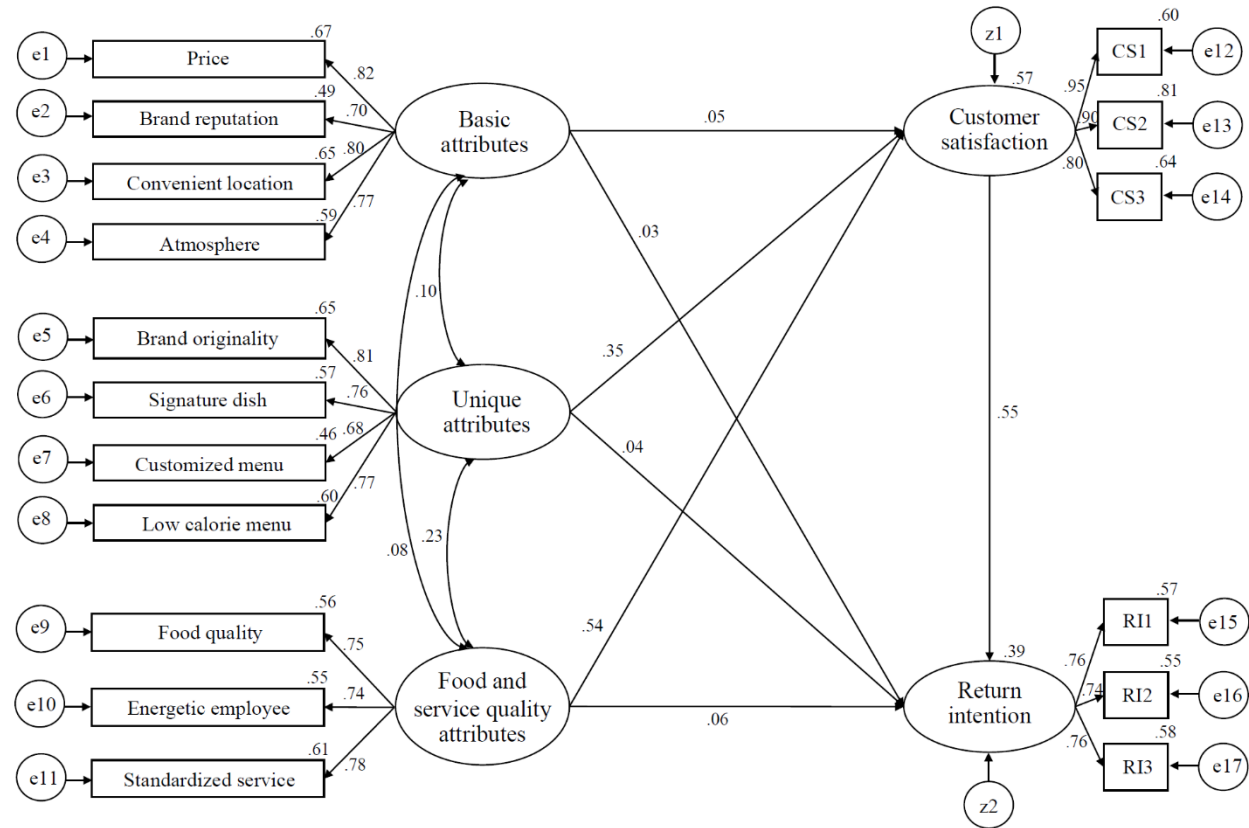 .67
e1
Price
.82
.49
e2
Brand reputation
.70
.65
.80
e3
Convenient location
.59
.77
e4
Atmosphere
Basic
attributes
.65
e5
Brand originality
.81
.57
e6
Signature dish
.76
.46
.68
e7
Customized menu
.60
.77
e8
Low calorie menu
Unique
attributes
.56
e9
Food quality
.75
.55
e10
Energetic employee
.74
.61
.78
e11
Standardized service
Food and
service quality
attributes
.10
.08
.23
.05
.03
.35
.04
.54
.06
.55
z1
.57
Customer
satisfaction
.60
CS1
e12
.95
.81
.90
CS2
e13
.80
.64
CS3
e14
.39
Return
intention
z2
.57
RI1
e15
.76
.55
.74
RI2
e16
.76
.58
RI3
e17